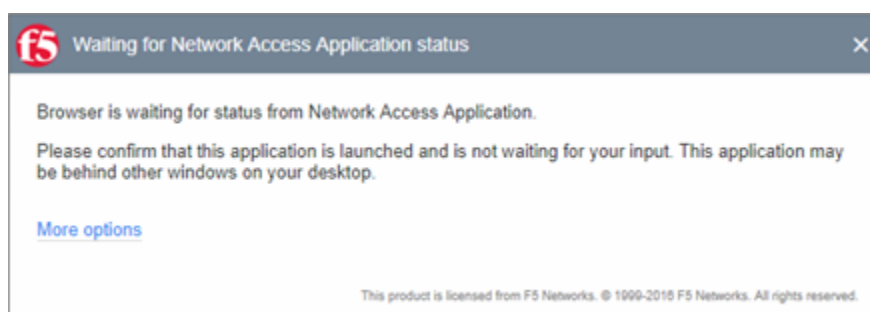 f5 Waiting for Network Access Application status
Browser is waiting for status from Network Access Application.
Please confirm that this application is launched and is not waiting for your input. This application may
be behind other windows on your desktop.
More options
This product is licensed from F5 Networks. © 1999-2016 F5 Networks. All rights reserved.